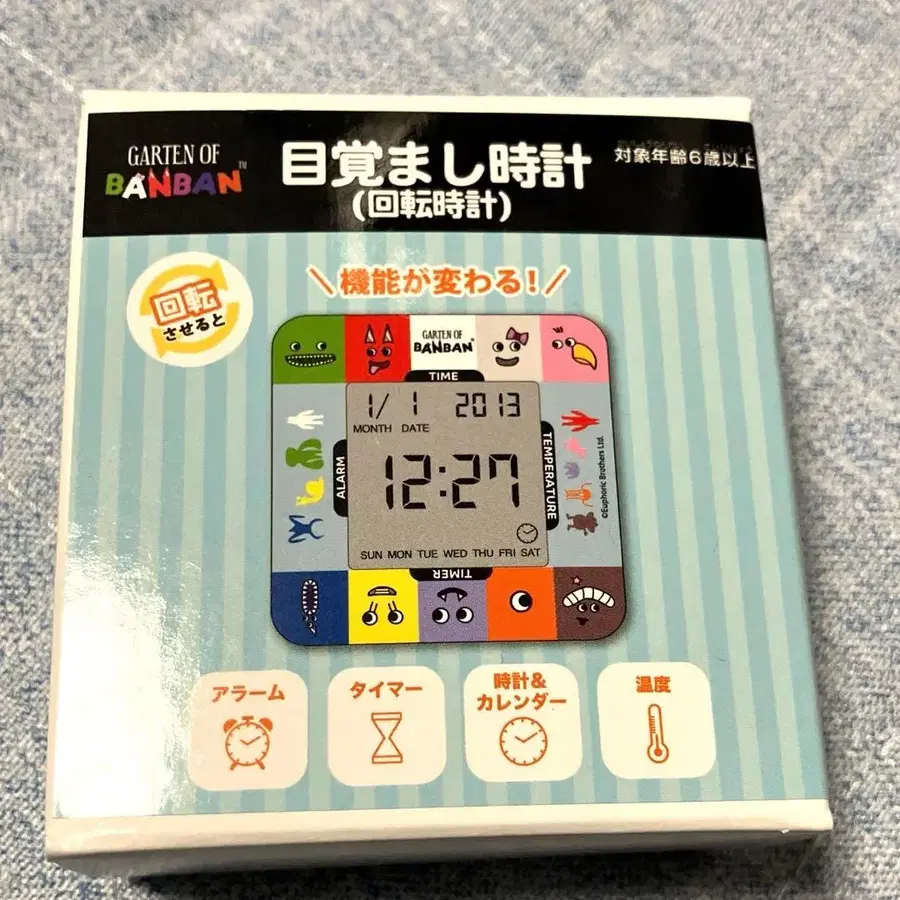 GARTEN OF
BANBAN™
目覚まし時計
(回転時計)
対象年齢6歳以上
回転
させると
\機能が変わる!/
GARTEN OF
BANBAN™
TIME
1/ 1 2013
MONTH DATE
ALARM
12:27
TEMPERATURE
©Euphoric Brothers Ltd.
SUN MON TUE WED THU FRI SAT
TIMER
アラーム
タイマー
時計&
カレンダー
温度